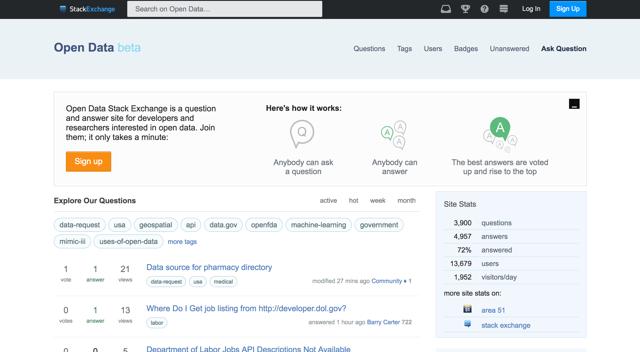 StackExchange
Search on Open Data...
Log In
Sign Up
Open Data beta
Questions Tags Users Badges Unanswered Ask Question
Open Data Stack Exchange is a question
and answer site for developers and
researchers interested in open data. Join
them; it only takes a minute:
Sign up
Here's how it works:
Q
Anybody can ask
a question
A
A
A
Anybody can
answer
A
A
A
The best answers are voted
up and rise to the top
Explore Our Questions
active hot week month
data-request usa geospatial api data.gov openfda machine-learning government
mimic-iii uses-of-open-data more tags
1 1 21 Data source for pharmacy directory
vote answer views data-request usa medical
modified 27 mins ago Community ♦ 1
0 1 13 Where Do I Get job listing from http://developer.dol.gov?
votes answer views labor
answered 1 hour ago Barry Carter 722
0 0 5 Department of Labor Jobs API Descriptions Not Available
Site Stats
3,900 questions
4,957 answers
72% answered
13,679 users
1,952 visitors/day
more site stats on:
area 51
stack exchange